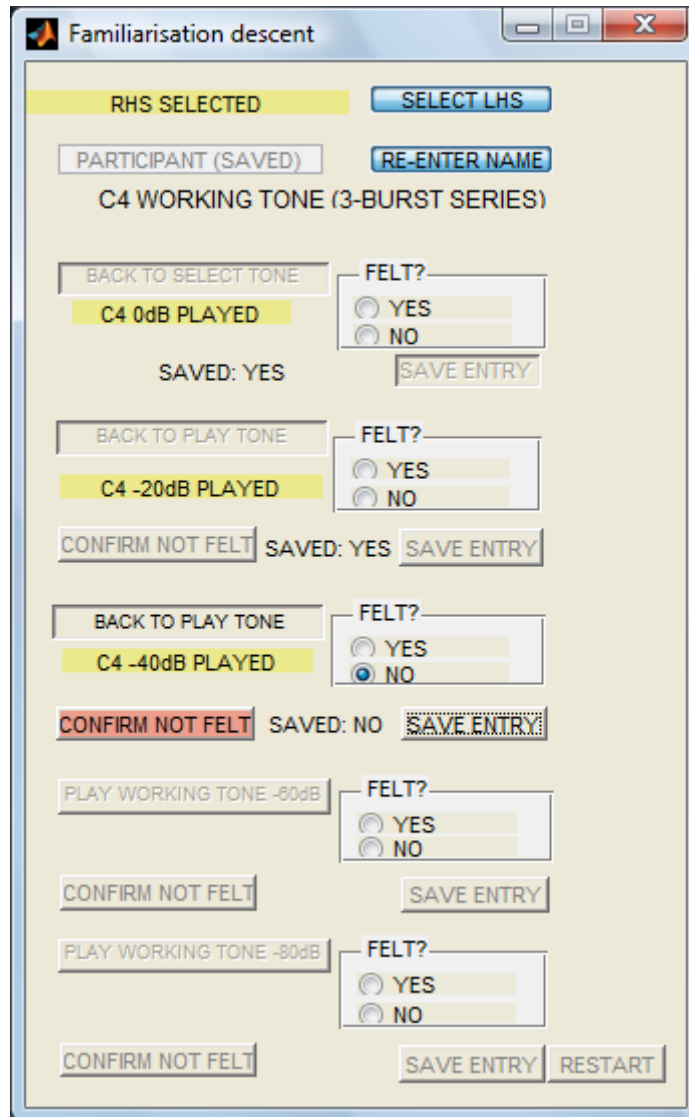 Familiarisation descent
RHS SELECTED SELECT LHS
PARTICIPANT (SAVED) RE-ENTER NAME
C4 WORKING TONE (3-BURST SERIES)
BACK TO SELECT TONE FELT?
C4 0dB PLAYED YES
NO
SAVED: YES SAVE ENTRY
BACK TO PLAY TONE FELT?
C4 -20dB PLAYED YES
NO
CONFIRM NOT FELT SAVED: YES SAVE ENTRY
BACK TO PLAY TONE FELT?
C4 -40dB PLAYED YES
NO
CONFIRM NOT FELT SAVED: NO SAVE ENTRY
PLAY WORKING TONE -60dB FELT?
YES
NO
CONFIRM NOT FELT SAVE ENTRY
PLAY WORKING TONE -80dB FELT?
YES
NO
CONFIRM NOT FELT SAVE ENTRY RESTART